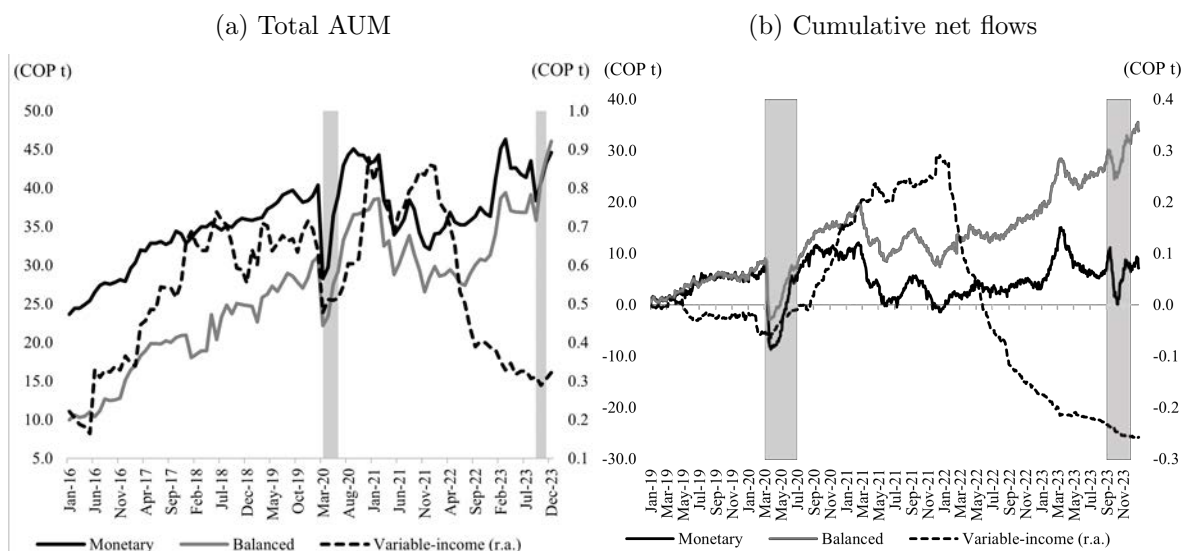 (a) Total AUM
(COP t)
(COP t)
50.0
45.0
40.0
35.0
30.0
25.0
20.0
15.0
10.0
5.0
1.0
0.9
0.8
0.7
0.6
0.5
0.4
0.3
0.2
0.1
Jan-16
Jun-16
Nov-16
Apr-17
Sep-17
Feb-18
Jul-18
Dec-18
May-19
Oct-19
Mar-20
Aug-20
Jan-21
Jun-21
Nov-21
Apr-22
Sep-22
Feb-23
Jul-23
Dec-23
Monetary
Balanced
Variable-income (r.a.)
(b) Cumulative net flows
(COP t)
(COP t)
40.0
30.0
20.0
10.0
0.0
-10.0
-20.0
-30.0
0.4
0.3
0.2
0.1
0.0
-0.1
-0.2
-0.3
Jan-19
Mar-19
May-19
Jul-19
Sep-19
Nov-19
Jan-20
Mar-20
May-20
Jul-20
Sep-20
Nov-20
Jan-21
Mar-21
May-21
Jul-21
Sep-21
Nov-21
Jan-22
Mar-22
May-22
Jul-22
Sep-22
Nov-22
Jan-23
Mar-23
May-23
Jul-23
Sep-23
Nov-23
Monetary
Balanced
Variable-income (r.a.)